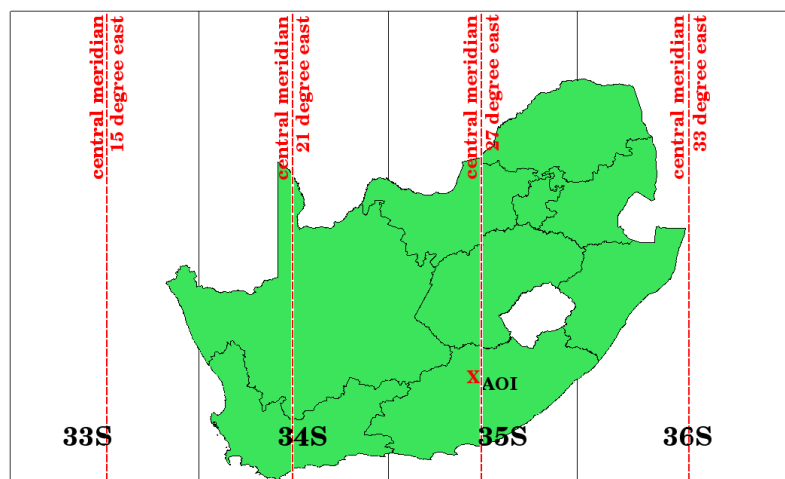 central meridian
15 degree east
central meridian
21 degree east
central meridian
27 degree east
central meridian
33 degree east
X
AOI
33S
34S
35S
36S